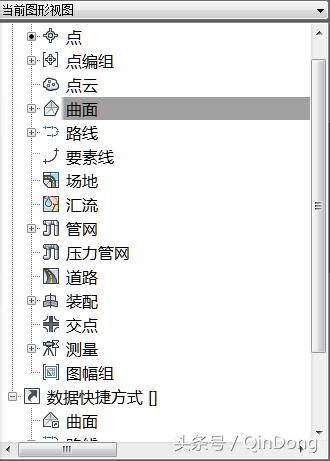 当前图形视图
点
点编组
点云
曲面
路线
要素线
场地
汇流
管网
压力管网
道路
装配
交点
测量
图幅组
数据快捷方式 []
曲面
路线
头条号 / QinDong